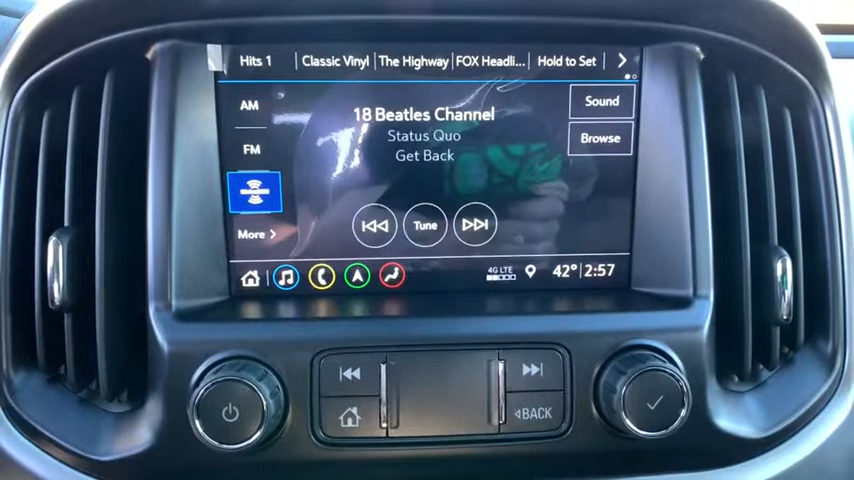 Hits 1 Classic Vinyl The Highway FOX Headli... Hold to Set
AM
18 Beatles Channel
Sound
Status Quo
Browse
FM
Get Back
More
Tune
4G LTE 42° 2:57
BACK